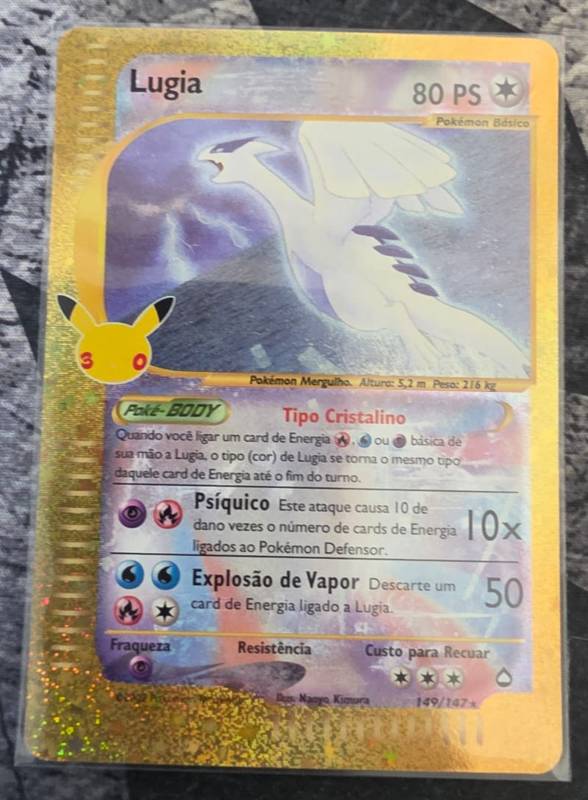 Lugia
80 PS
Pokémon Básico
3 0
Pokémon Mergulho. Altura: 5,2 m Peso: 216 kg
Poké-BODY Tipo Cristalino
Quando você ligar um card de Energia , ou básica de
sua mão a Lugia, o tipo (cor) de Lugia se torna o mesmo tipo
daquele card de Energia até o fim do turno.
Psíquico Este ataque causa 10 de
dano vezes o número de cards de Energia
ligados ao Pokémon Defensor.
10x
Explosão de Vapor Descarte um
card de Energia ligado a Lugia.
50
Fraqueza Resistência Custo para Recuar
Ilus. Naoyo Kimura
149/147